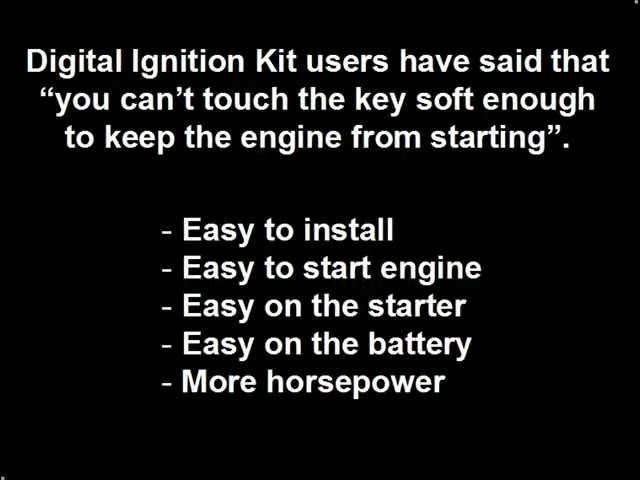 Digital Ignition Kit users have said that
“you can’t touch the key soft enough
to keep the engine from starting”.
- Easy to install
- Easy to start engine
- Easy on the starter
- Easy on the battery
- More horsepower